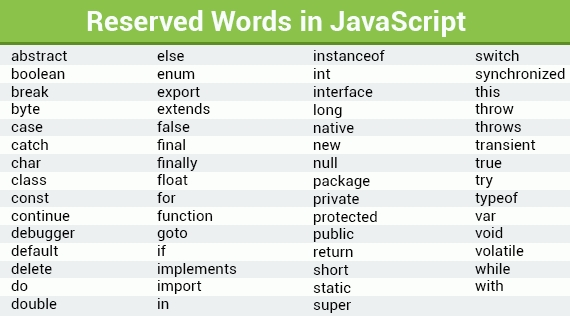 Reserved Words in JavaScript
abstract else instanceof switch
boolean enum int synchronized
break export interface this
byte extends long throw
case false native throws
catch final new transient
char finally null true
class float package try
const for private typeof
continue function protected var
debugger goto public void
default if return volatile
delete implements short while
do import static with
double in super